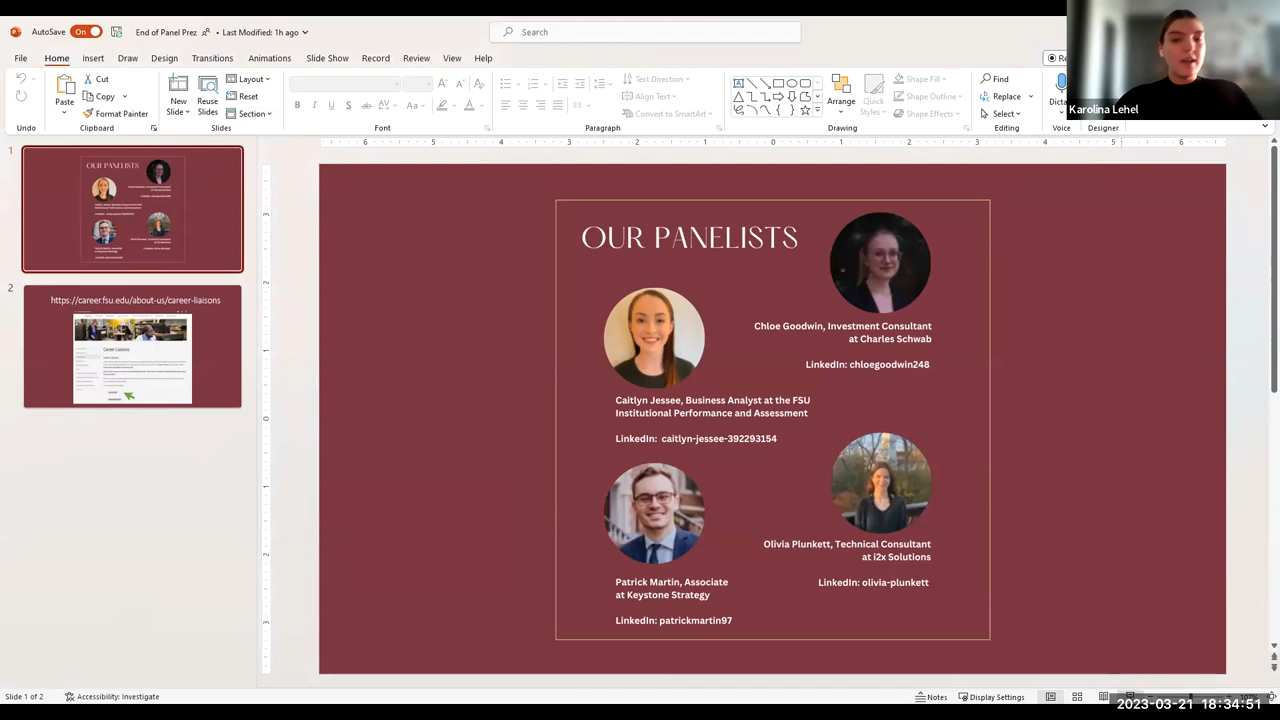 AutoSave
On
End of Panel Prez
Last Modified: 1h ago
Search
File
Home
Insert
Draw
Design
Transitions
Animations
Slide Show
Record
Review
View
Help
Paste
Cut
Copy
Format Painter
New
Slide
Reuse
Slides
Layout
Reset
Section
Text Direction
Align Text
Convert to SmartArt
Arrange
Quick
Styles
Shape Fill
Shape Outline
Shape Effects
Find
Replace
Select
Undo
Clipboard
Slides
Font
Paragraph
Drawing
Editing
Voice
Designer
Karolina Lehel
1
2
https://career.fsu.edu/about-us/career-liaisons
Career Liaisons
OUR PANELISTS
Chloe Goodwin, Investment Consultant
at Charles Schwab
LinkedIn: chloegoodwin248
Caitlyn Jessee, Business Analyst at the FSU
Institutional Performance and Assessment
LinkedIn: caitlyn-jessee-392293154
Olivia Plunkett, Technical Consultant
at i2x Solutions
LinkedIn: olivia-plunkett
Patrick Martin, Associate
at Keystone Strategy
LinkedIn: patrickmartin97
Slide 1 of 2
Accessibility: Investigate
Notes
Display Settings
2023-03-21 18:34:51